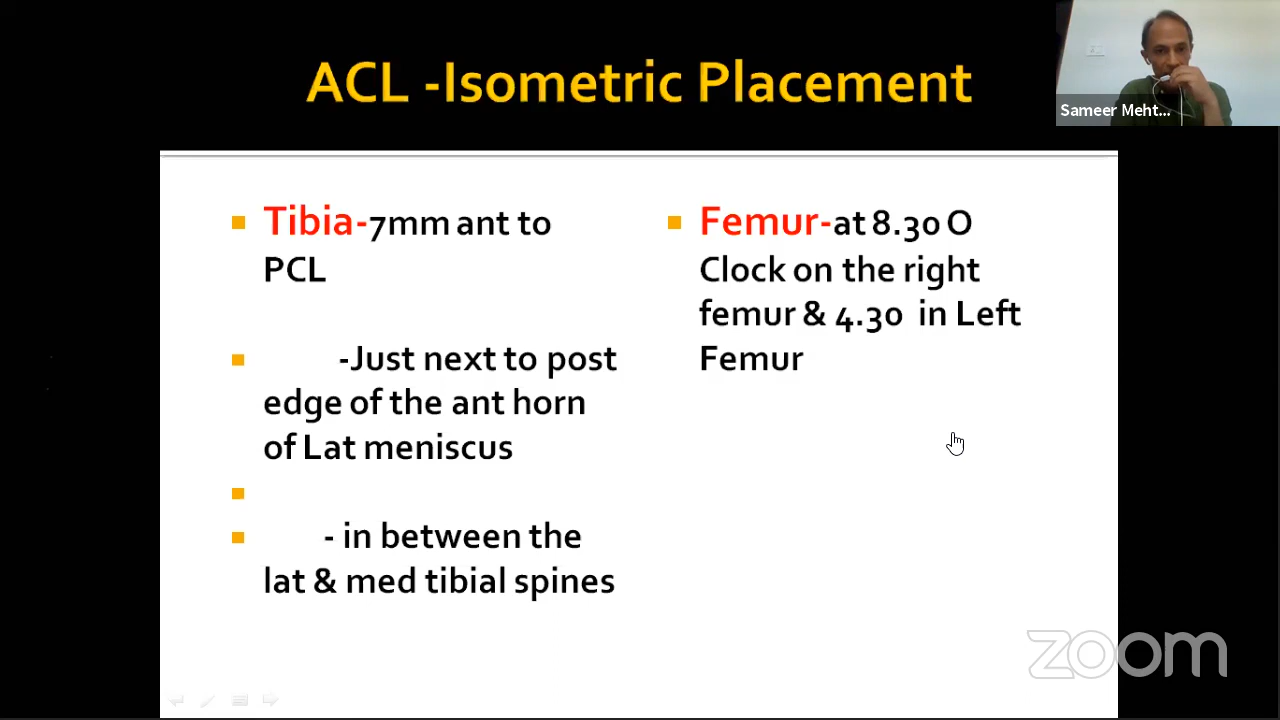 ACL -Isometric Placement
Sameer Meht...
Tibia-7mm ant to
PCL
-Just next to post
edge of the ant horn
of Lat meniscus
- in between the
lat & med tibial spines
Femur-at 8.30 O
Clock on the right
femur & 4.30 in Left
Femur
zoom